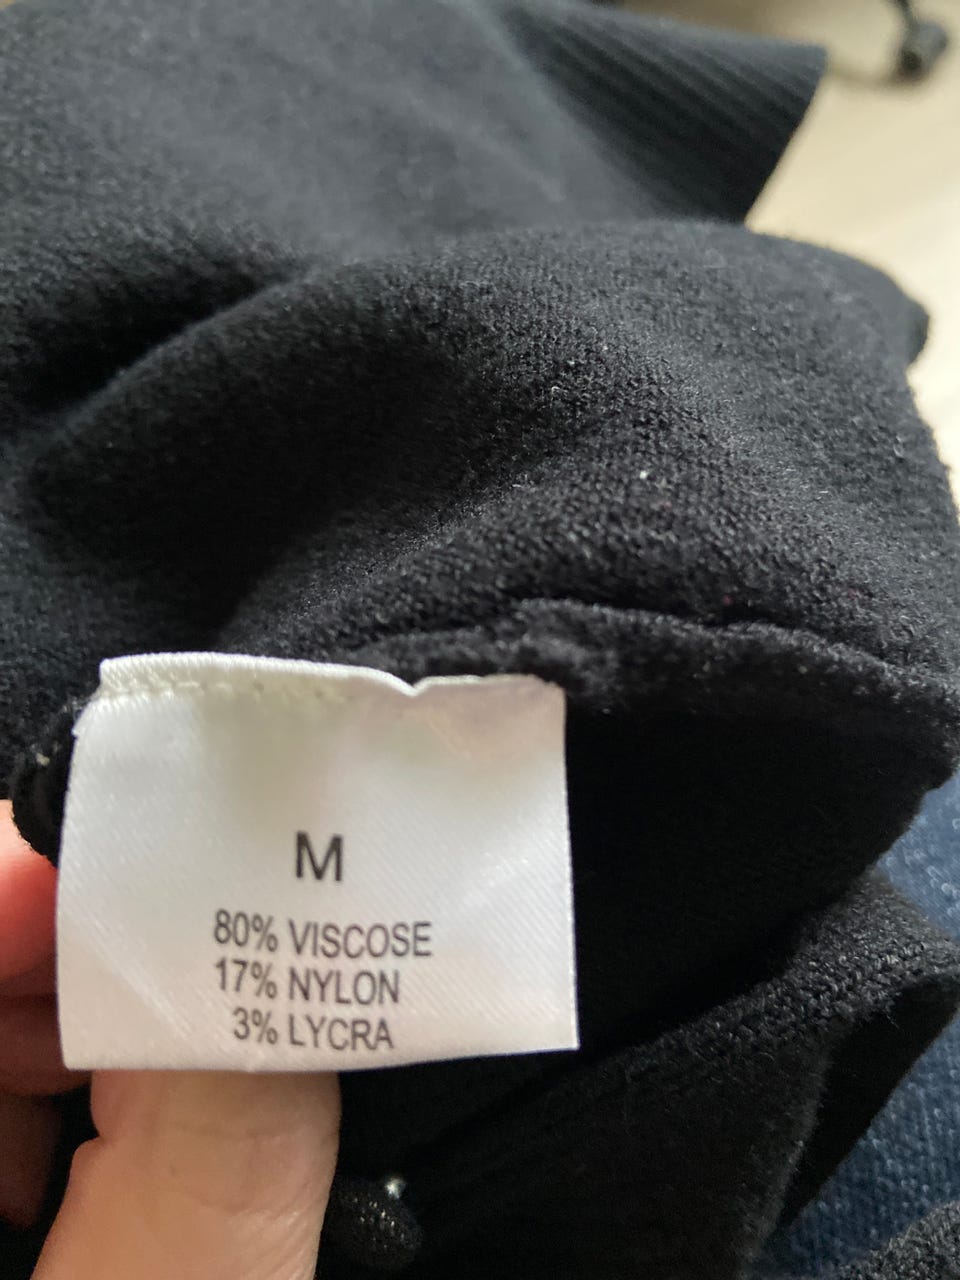 M
80% VISCOSE
17% NYLON
3% LYCRA